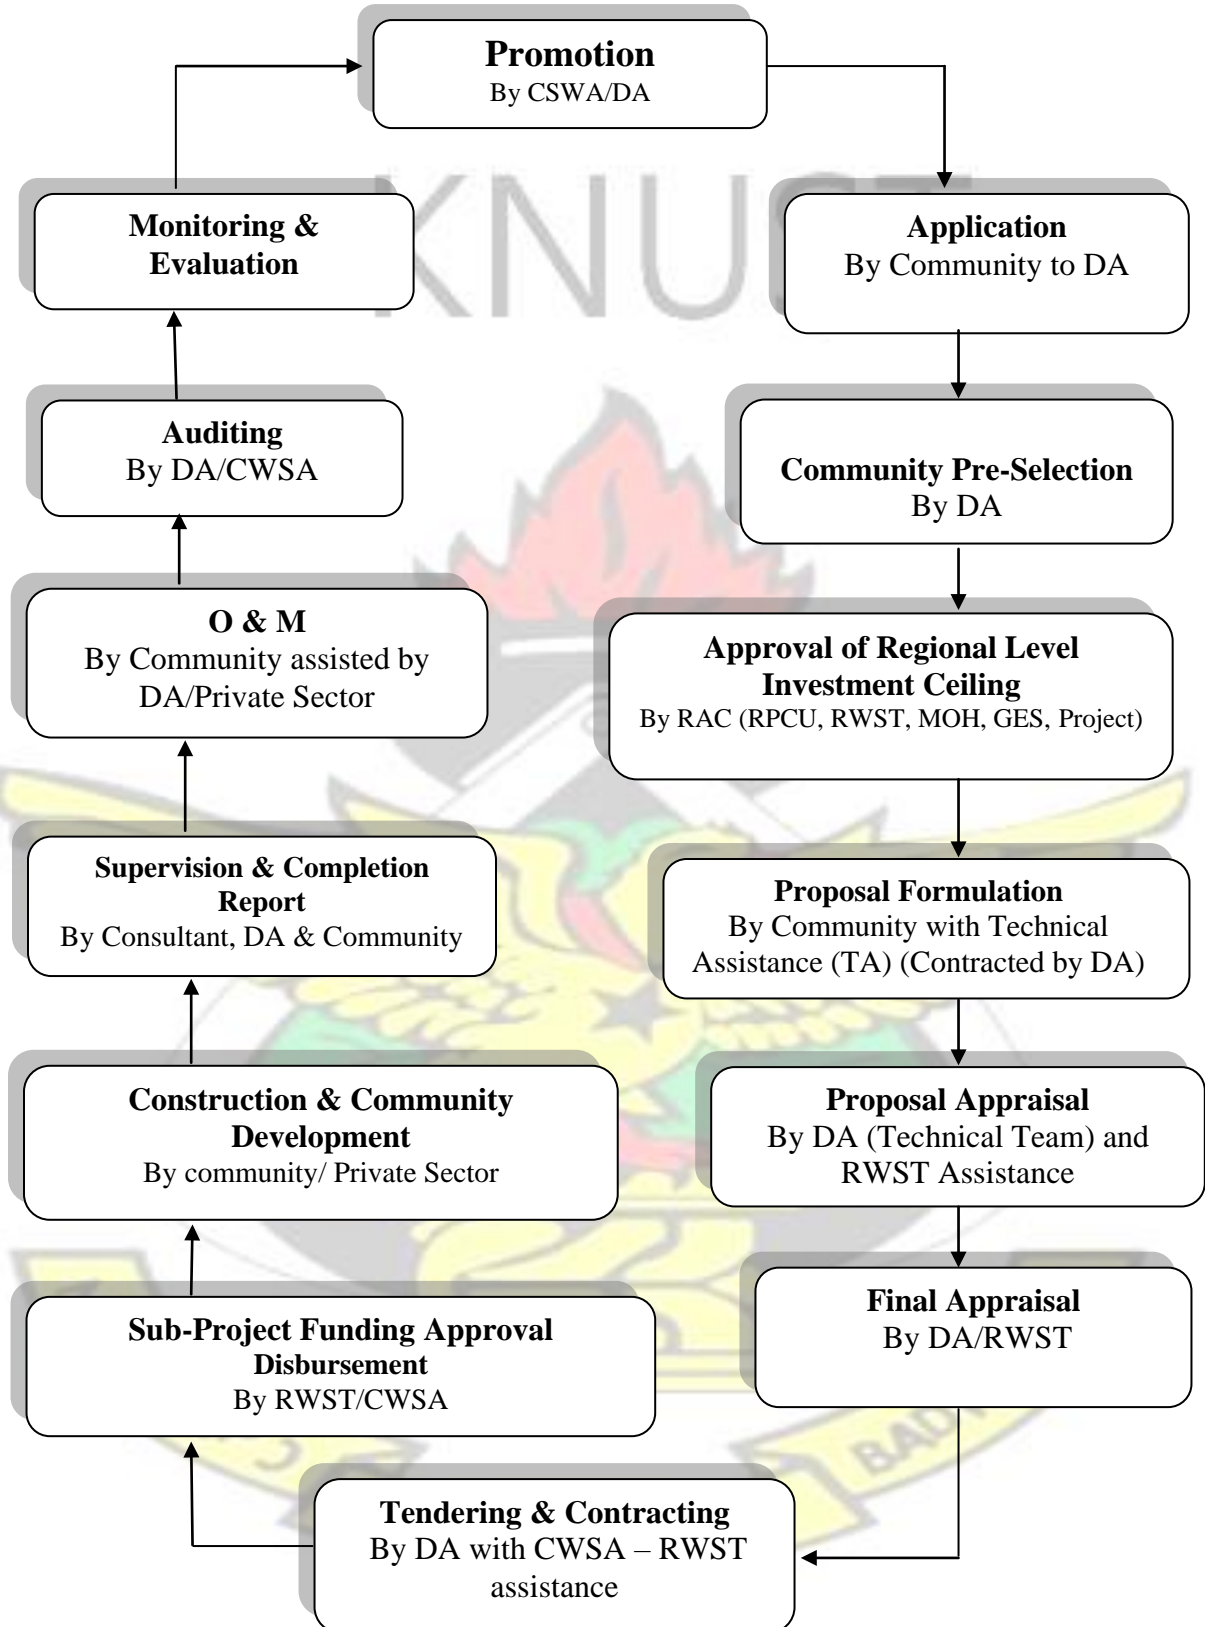 Promotion
By CSWA/DA
KNUST
Monitoring &
Evaluation
Application
By Community to DA
Auditing
By DA/CWSA
Community Pre-Selection
By DA
O & M
By Community assisted by
DA/Private Sector
Approval of Regional Level
Investment Ceiling
By RAC (RPCU, RWST, MOH, GES, Project)
Supervision & Completion
Report
By Consultant, DA & Community
Proposal Formulation
By Community with Technical
Assistance (TA) (Contracted by DA)
Construction & Community
Development
By community/ Private Sector
Proposal Appraisal
By DA (Technical Team) and
RWST Assistance
Sub-Project Funding Approval
Disbursement
By RWST/CWSA
Final Appraisal
By DA/RWST
Tendering & Contracting
By DA with CWSA – RWST
assistance